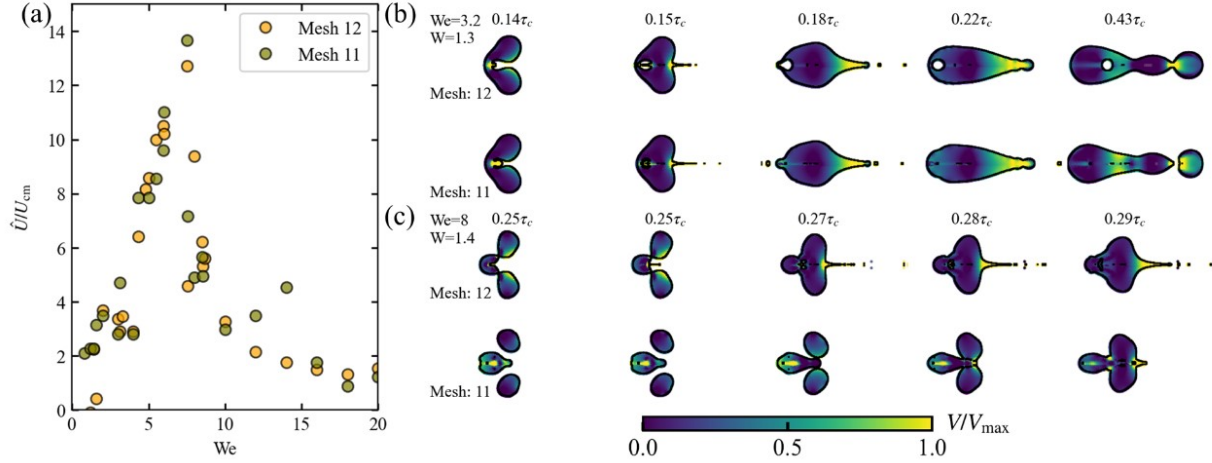 (a)
14
12
10
8
6
4
2
0
0 5 10 15 20
Û/U_cm
We
Mesh 12
Mesh 11
(b)
We=3.2
W=1.3
Mesh: 12
0.14τ_c 0.15τ_c 0.18τ_c 0.22τ_c 0.43τ_c
Mesh: 11
(c)
We=8
W=1.4
Mesh: 12
0.25τ_c 0.25τ_c 0.27τ_c 0.28τ_c 0.29τ_c
Mesh: 11
V/V_max
0.0 0.5 1.0